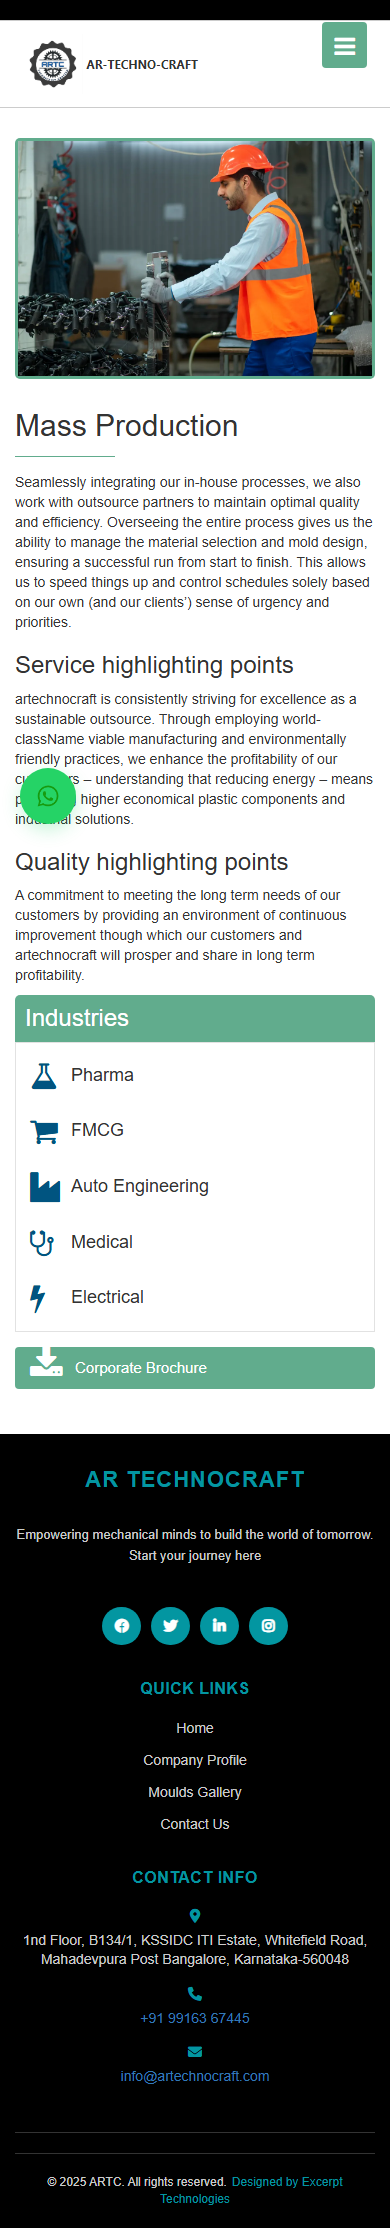 ARTC
AR-TECHNO-CRAFT
Mass Production
Seamlessly integrating our in-house processes, we also
work with outsource partners to maintain optimal quality
and efficiency. Overseeing the entire process gives us the
ability to manage the material selection and mold design,
ensuring a successful run from start to finish. This allows
us to speed things up and control schedules solely based
on our own (and our clients’) sense of urgency and
priorities.
Service highlighting points
artechnocraft is consistently striving for excellence as a
sustainable outsource. Through employing world-
className viable manufacturing and environmentally
friendly practices, we enhance the profitability of our
– understanding that reducing energy – means
higher economical plastic components and
solutions.
Quality highlighting points
A commitment to meeting the long term needs of our
customers by providing an environment of continuous
improvement though which our customers and
artechnocraft will prosper and share in long term
profitability.
Industries
Pharma
FMCG
Auto Engineering
Medical
Electrical
Corporate Brochure
AR TECHNOCRAFT
Empowering mechanical minds to build the world of tomorrow.
Start your journey here
QUICK LINKS
Home
Company Profile
Moulds Gallery
Contact Us
CONTACT INFO
1nd Floor, B134/1, KSSIDC ITI Estate, Whitefield Road,
Mahadevpura Post Bangalore, Karnataka-560048
+91 99163 67445
info@artechnocraft.com
© 2025 ARTC. All rights reserved. Designed by Excerpt
Technologies